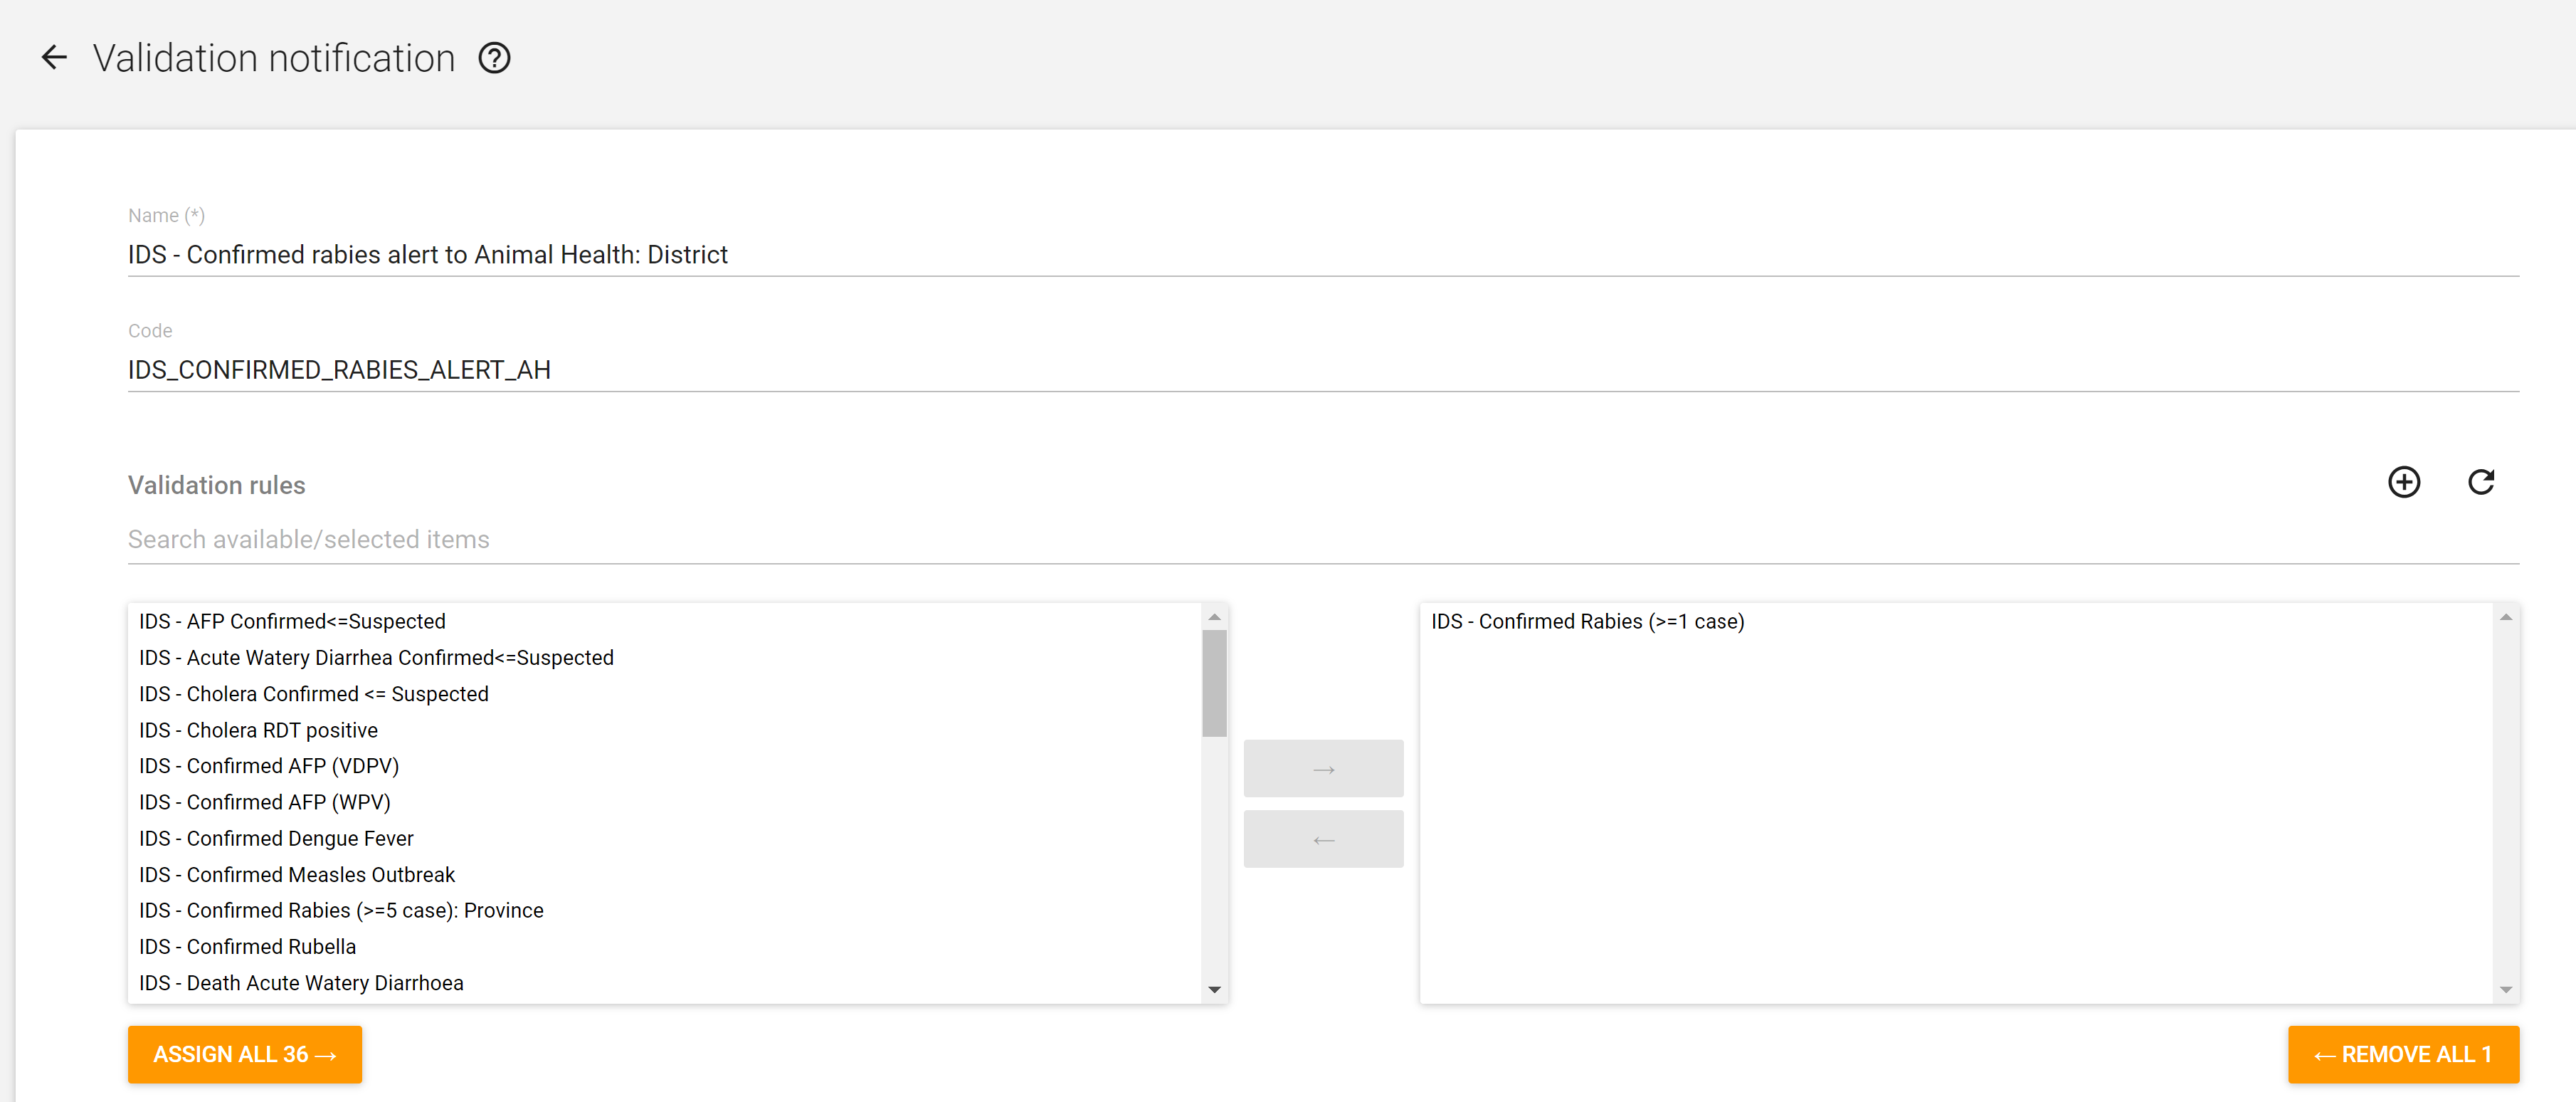 Validation notification
Name (*)
IDS - Confirmed rabies alert to Animal Health: District
Code
IDS_CONFIRMED_RABIES_ALERT_AH
Validation rules
Search available/selected items
IDS - AFP Confirmed<=Suspected
IDS - Acute Watery Diarrhea Confirmed<=Suspected
IDS - Cholera Confirmed <= Suspected
IDS - Cholera RDT positive
IDS - Confirmed AFP (VDPV)
IDS - Confirmed AFP (WPV)
IDS - Confirmed Dengue Fever
IDS - Confirmed Measles Outbreak
IDS - Confirmed Rabies (>=5 case): Province
IDS - Confirmed Rubella
IDS - Death Acute Watery Diarrhoea
→
←
IDS - Confirmed Rabies (>=1 case)
ASSIGN ALL 36 →
← REMOVE ALL 1